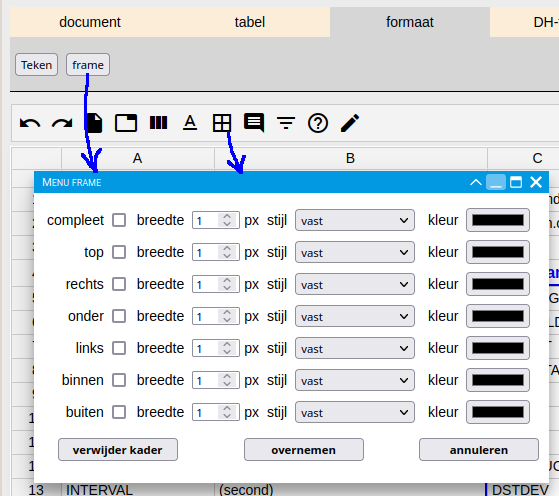 document tabel formaat DH-
Teken frame
A B C
MENU FRAME
compleet breedte 1 px stijl vast kleur
top breedte 1 px stijl vast kleur
rechts breedte 1 px stijl vast kleur
onder breedte 1 px stijl vast kleur
links breedte 1 px stijl vast kleur
binnen breedte 1 px stijl vast kleur
buiten breedte 1 px stijl vast kleur
verwijder kader overnemen annuleren
13 INTERVAL (second) DSTDEV